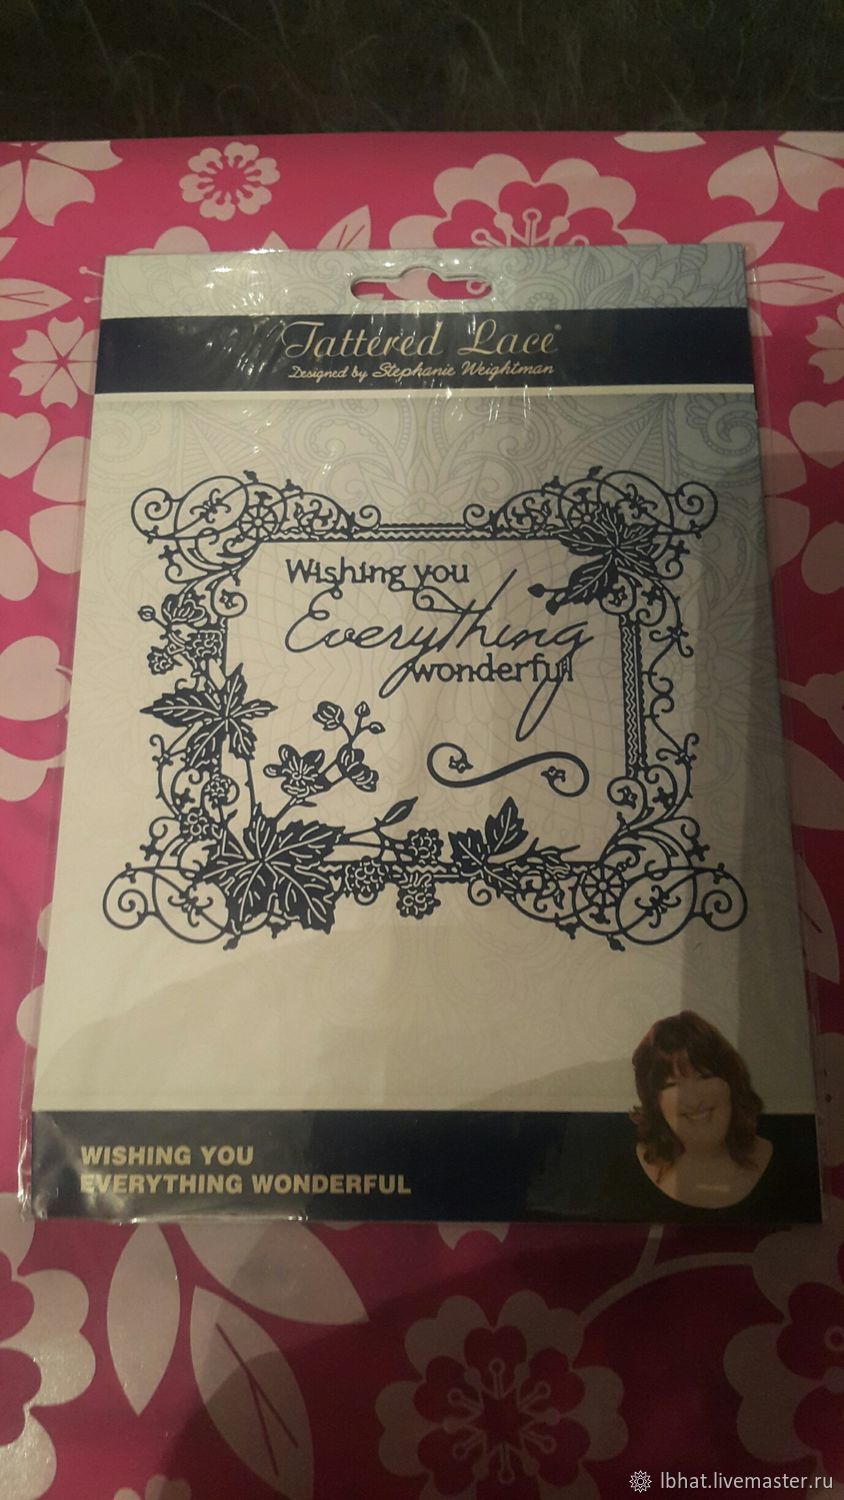 Tattered Lace®
Designed by Stephanie Weightman
Wishing you
Everything
wonderful
WISHING YOU
EVERYTHING WONDERFUL
lbhat.livemaster.ru